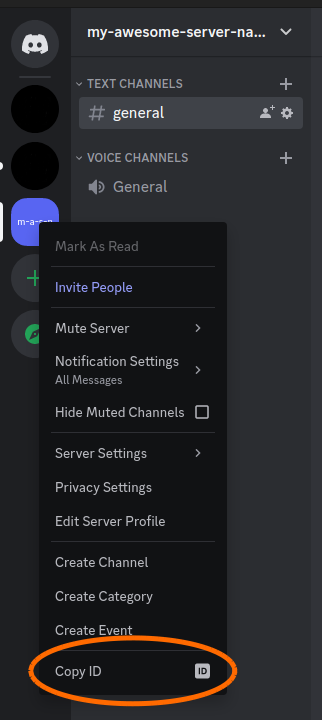 my-awesome-server-na...
TEXT CHANNELS
general
VOICE CHANNELS
General
m-a-s-n
Mark As Read
Invite People
Mute Server
Notification Settings
All Messages
Hide Muted Channels
Server Settings
Privacy Settings
Edit Server Profile
Create Channel
Create Category
Create Event
Copy ID ID